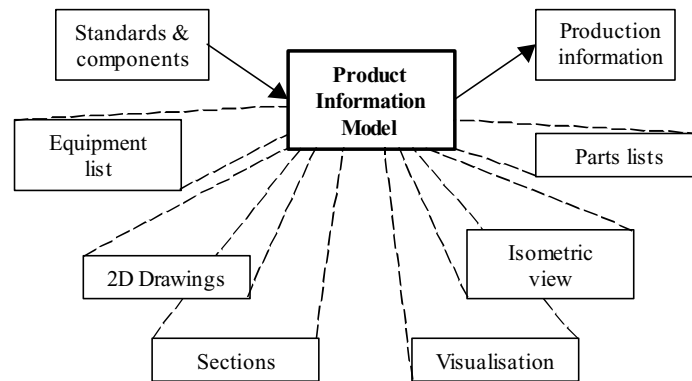 Standards &
components
Product
Information
Model
Production
information
Equipment
list
Parts lists
2D Drawings
Isometric
view
Sections
Visualisation